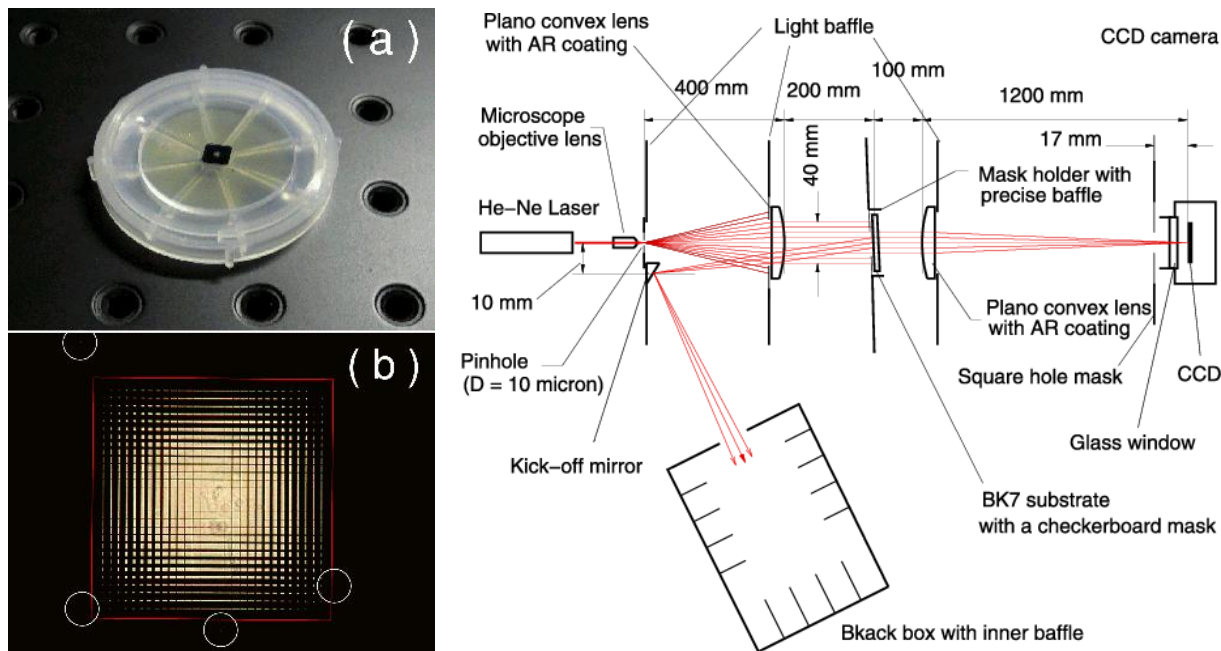 ( a )
( b )
Plano convex lens
with AR coating
Light baffle
CCD camera
400 mm
200 mm
100 mm
1200 mm
17 mm
Microscope
objective lens
40 mm
Mask holder with
precise baffle
He-Ne Laser
10 mm
Pinhole
(D = 10 micron)
Plano convex lens
with AR coating
Square hole mask
CCD
Glass window
Kick-off mirror
BK7 substrate
with a checkerboard mask
Bkack box with inner baffle